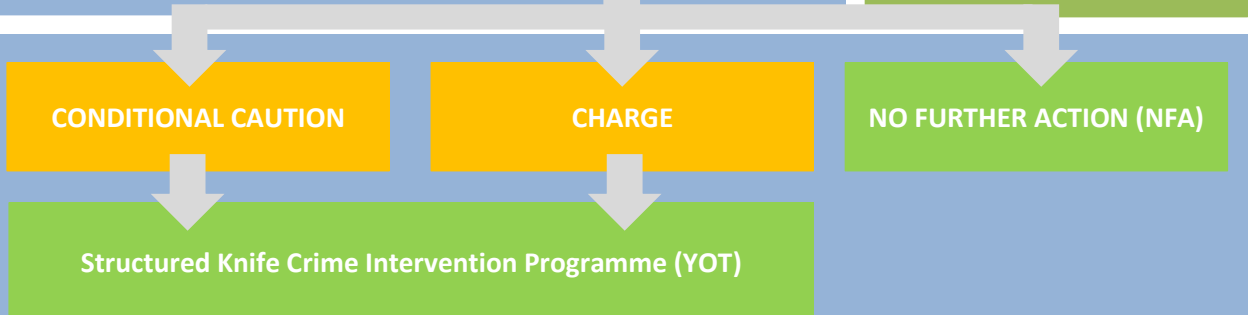 CONDITIONAL CAUTION
CHARGE
NO FURTHER ACTION (NFA)
Structured Knife Crime Intervention Programme (YOT)